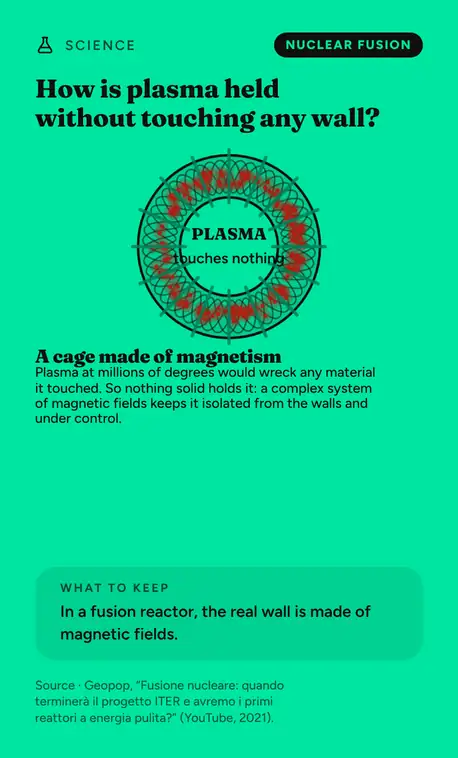 SCIENCE
NUCLEAR FUSION
How is plasma held
without touching any wall?
PLASMA
touches nothing
A cage made of magnetism
Plasma at millions of degrees would wreck any material
it touched. So nothing solid holds it: a complex system
of magnetic fields keeps it isolated from the walls and
under control.
WHAT TO KEEP
In a fusion reactor, the real wall is made of
magnetic fields.
Source · Geopop, “Fusione nucleare: quando
terminerà il progetto ITER e avremo i primi
reattori a energia pulita?” (YouTube, 2021).